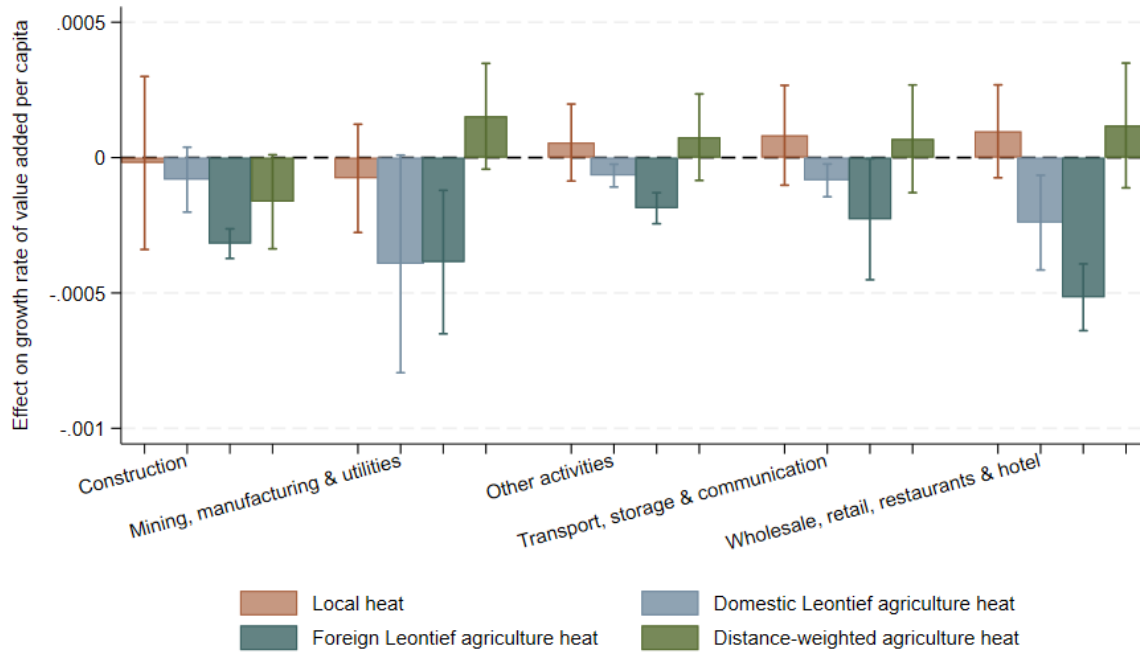 Effect on growth rate of value added per capita
.0005
0
-.0005
-.001
Construction
Mining, manufacturing & utilities
Other activities
Transport, storage & communication
Wholesale, retail, restaurants & hotel
Local heat
Domestic Leontief agriculture heat
Foreign Leontief agriculture heat
Distance-weighted agriculture heat